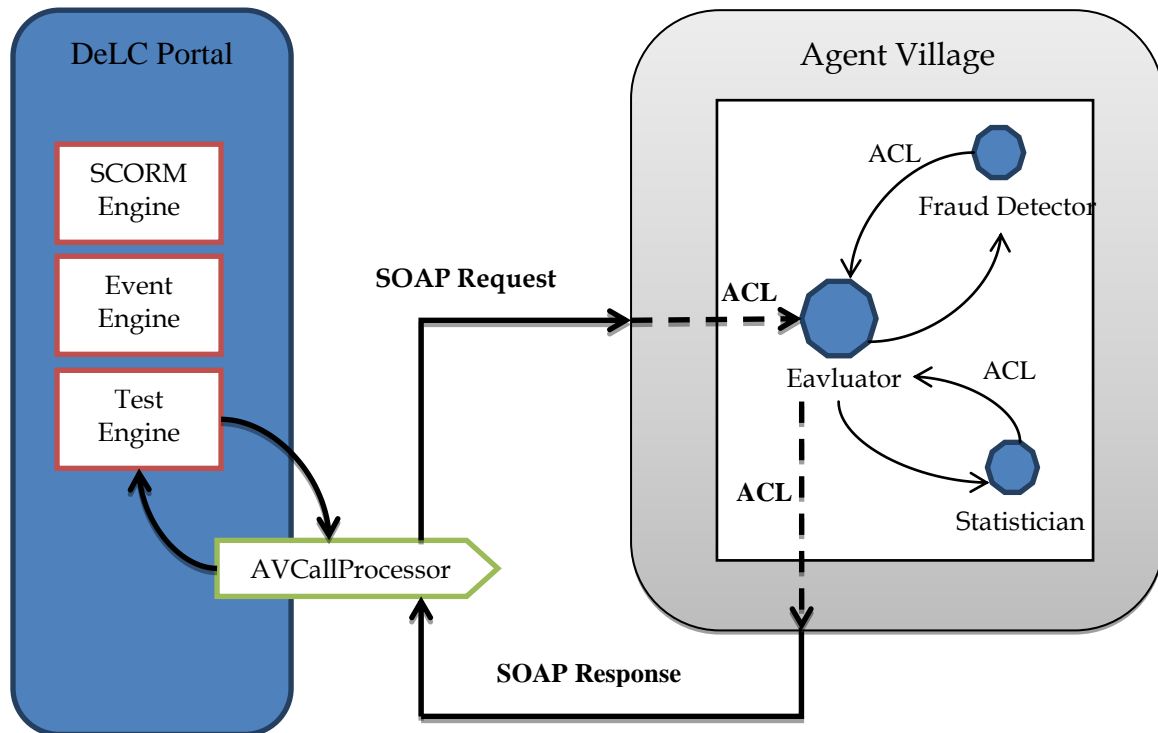 DeLC Portal
SCORM
Engine
Event
Engine
Test
Engine
AVCallProcessor
SOAP Request
SOAP Response
Agent Village
ACL
Fraud Detector
ACL
Eavluator
ACL
ACL
Statistician